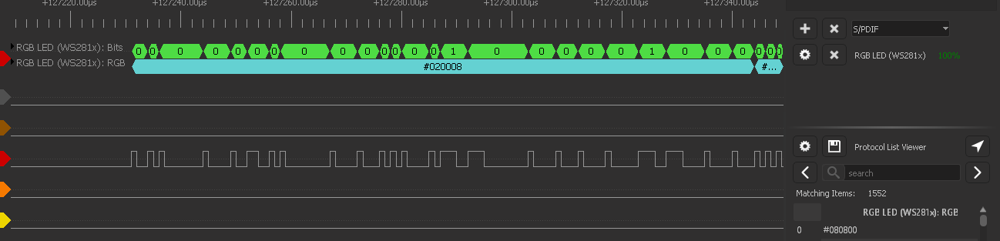 +127220.00µs +127240.00µs +127260.00µs +127280.00µs +127300.00µs +127320.00µs +127340.00µs
S/PDIF
RGB LED (WS281x): Bits 0 0 0 0 0 0 0 0 0 0 0 0 0 0 1 0 0 0 0 0 1 0 0 0 0 0 0
RGB LED (WS281x) 100%
RGB LED (WS281x): RGB #020008 #...
Protocol List Viewer
search
Matching Items: 1552
RGB LED (WS281x): RGB
0 #080800